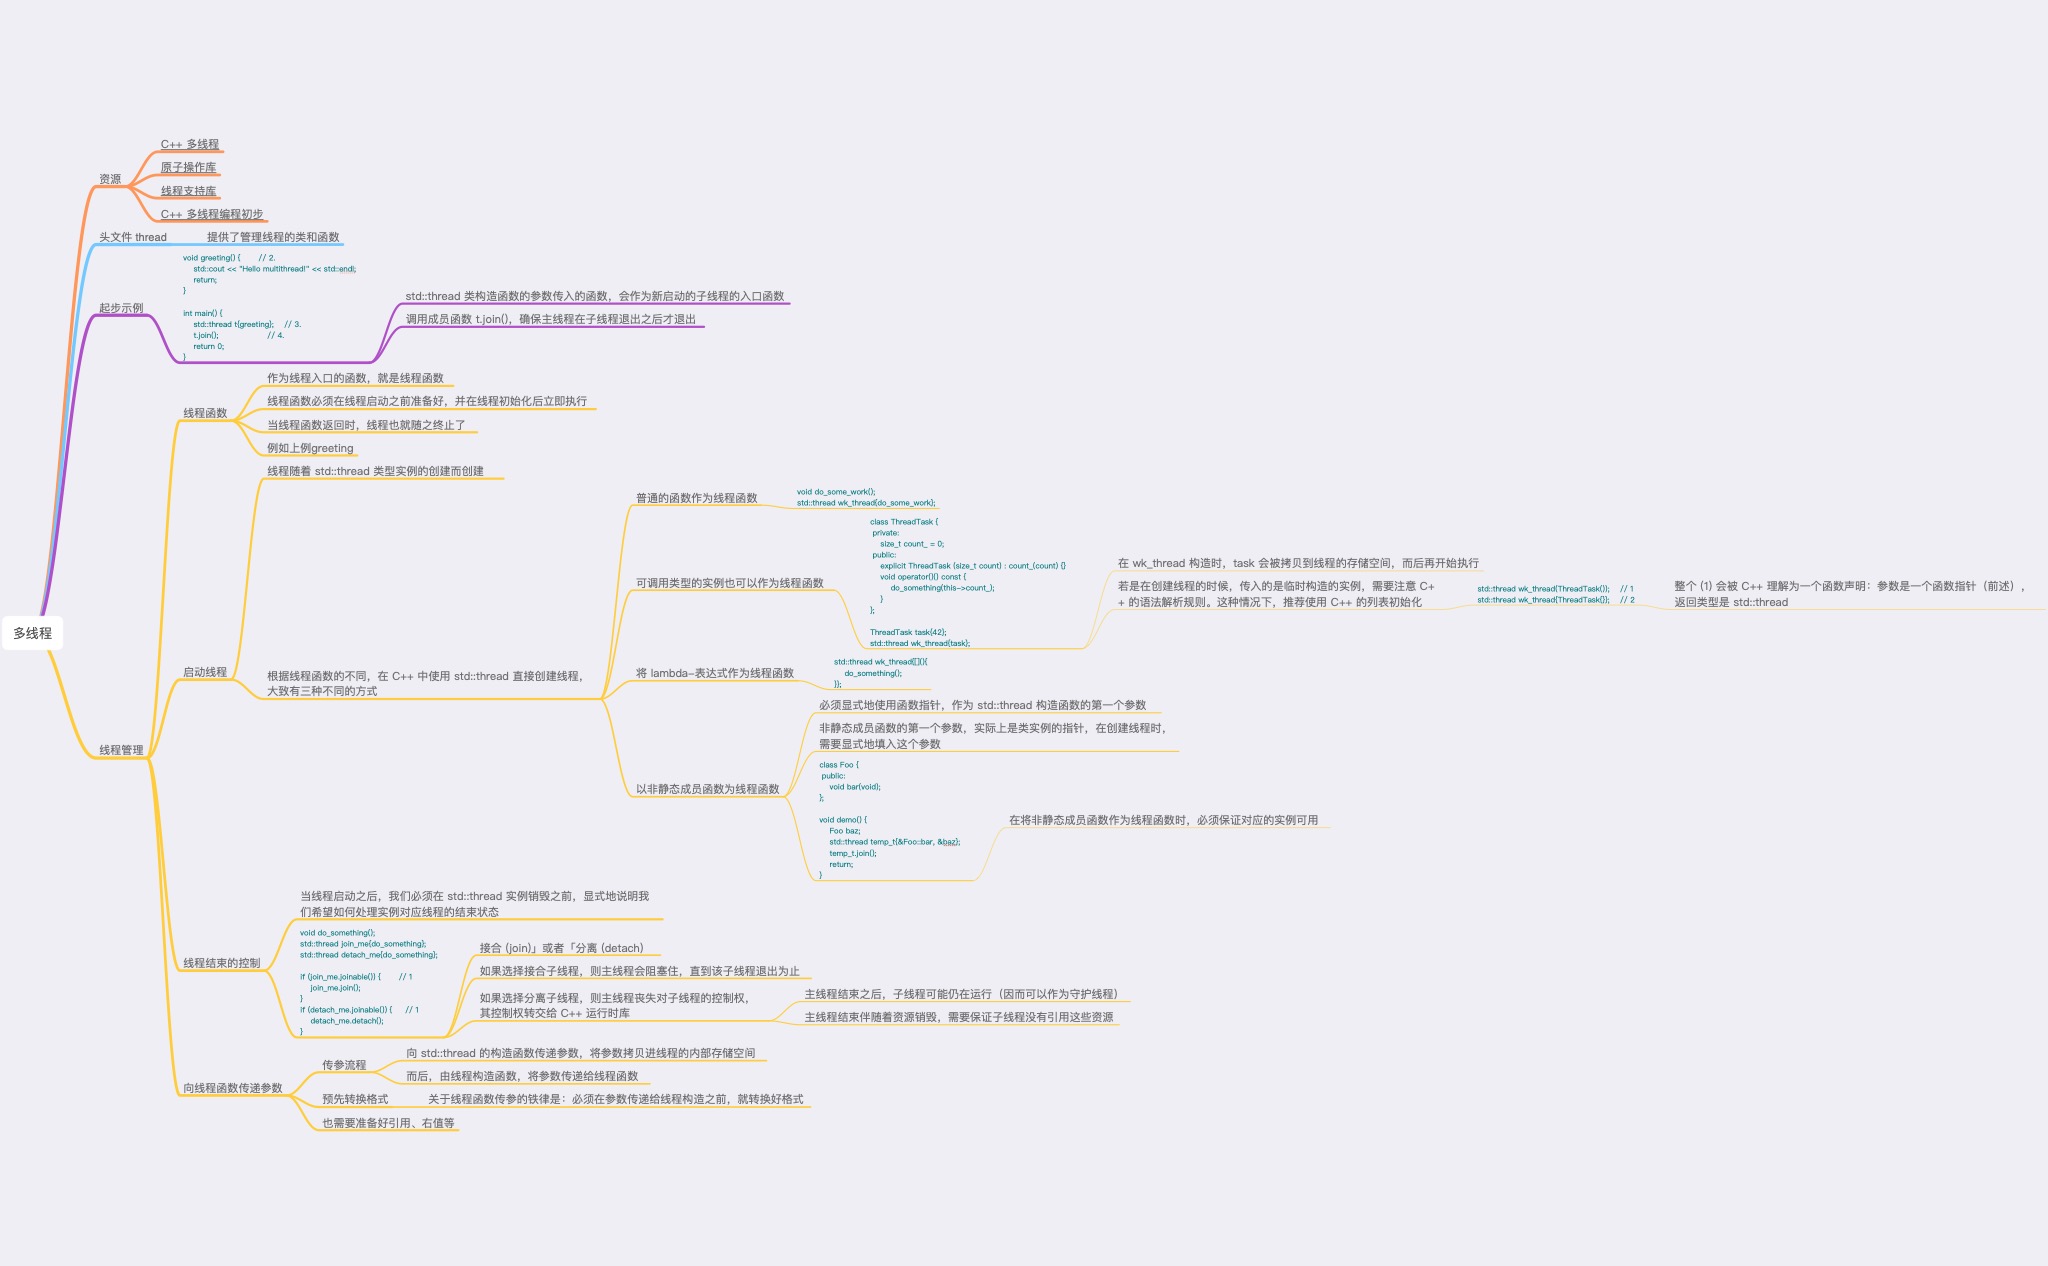 多线程
资源
C++ 多线程
原子操作库
线程支持库
C++ 多线程编程初步
头文件 thread
提供了管理线程的类和函数
起步示例
void greeting() {        // 2.
    std::cout << "Hello multithread!" << std::endl;
    return;
}

int main() {
    std::thread t{greeting};    // 3.
    t.join();                   // 4.
    return 0;
}
std::thread 类构造函数的参数传入的函数，会作为新启动的子线程的入口函数
调用成员函数 t.join()，确保主线程在子线程退出之后才退出
线程管理
线程函数
作为线程入口的函数，就是线程函数
线程函数必须在线程启动之前准备好，并在线程初始化后立即执行
当线程函数返回时，线程也就随之终止了
例如上例greeting
启动线程
线程随着 std::thread 类型实例的创建而创建
根据线程函数的不同，在 C++ 中使用 std::thread 直接创建线程，
大致有三种不同的方式
普通的函数作为线程函数
void do_some_work();
std::thread wk_thread{do_some_work};
可调用类型的实例也可以作为线程函数
class ThreadTask {
 private:
    size_t count_ = 0;
 public:
    explicit ThreadTask (size_t count) : count_(count) {}
    void operator()() const {
        do_something(this->count_);
    }
};

ThreadTask task{42};
std::thread wk_thread{task};
在 wk_thread 构造时，task 会被拷贝到线程的存储空间，而后再开始执行
若是在创建线程的时候，传入的是临时构造的实例，需要注意 C+
+ 的语法解析规则。这种情况下，推荐使用 C++ 的列表初始化
std::thread wk_thread(ThreadTask());    // 1
std::thread wk_thread{ThreadTask{}};    // 2
整个 (1) 会被 C++ 理解为一个函数声明：参数是一个函数指针（前述），
返回类型是 std::thread
将 lambda-表达式作为线程函数
std::thread wk_thread{[](){
    do_something();
}};
以非静态成员函数为线程函数
必须显式地使用函数指针，作为 std::thread 构造函数的第一个参数
非静态成员函数的第一个参数，实际上是类实例的指针，在创建线程时，
需要显式地填入这个参数
class Foo {
 public:
    void bar(void);
};

void demo() {
    Foo baz;
    std::thread temp_t{&Foo::bar, &baz};
    temp_t.join();
    return;
}
在将非静态成员函数作为线程函数时，必须保证对应的实例可用
线程结束的控制
当线程启动之后，我们必须在 std::thread 实例销毁之前，显式地说明我
们希望如何处理实例对应线程的结束状态
void do_something();
std::thread join_me{do_something};
std::thread detach_me{do_something};

if (join_me.joinable()) {       // 1
    join_me.join();
}
if (detach_me.joinable()) {     // 1
    detach_me.detach();
}
接合 (join)」或者「分离 (detach)
如果选择接合子线程，则主线程会阻塞住，直到该子线程退出为止
如果选择分离子线程，则主线程丧失对子线程的控制权，
其控制权转交给 C++ 运行时库
主线程结束之后，子线程可能仍在运行（因而可以作为守护线程）
主线程结束伴随着资源销毁，需要保证子线程没有引用这些资源
向线程函数传递参数
传参流程
向 std::thread 的构造函数传递参数，将参数拷贝进线程的内部存储空间
而后，由线程构造函数，将参数传递给线程函数
预先转换格式
关于线程函数传参的铁律是：必须在参数传递给线程构造之前，就转换好格式
也需要准备好引用、右值等